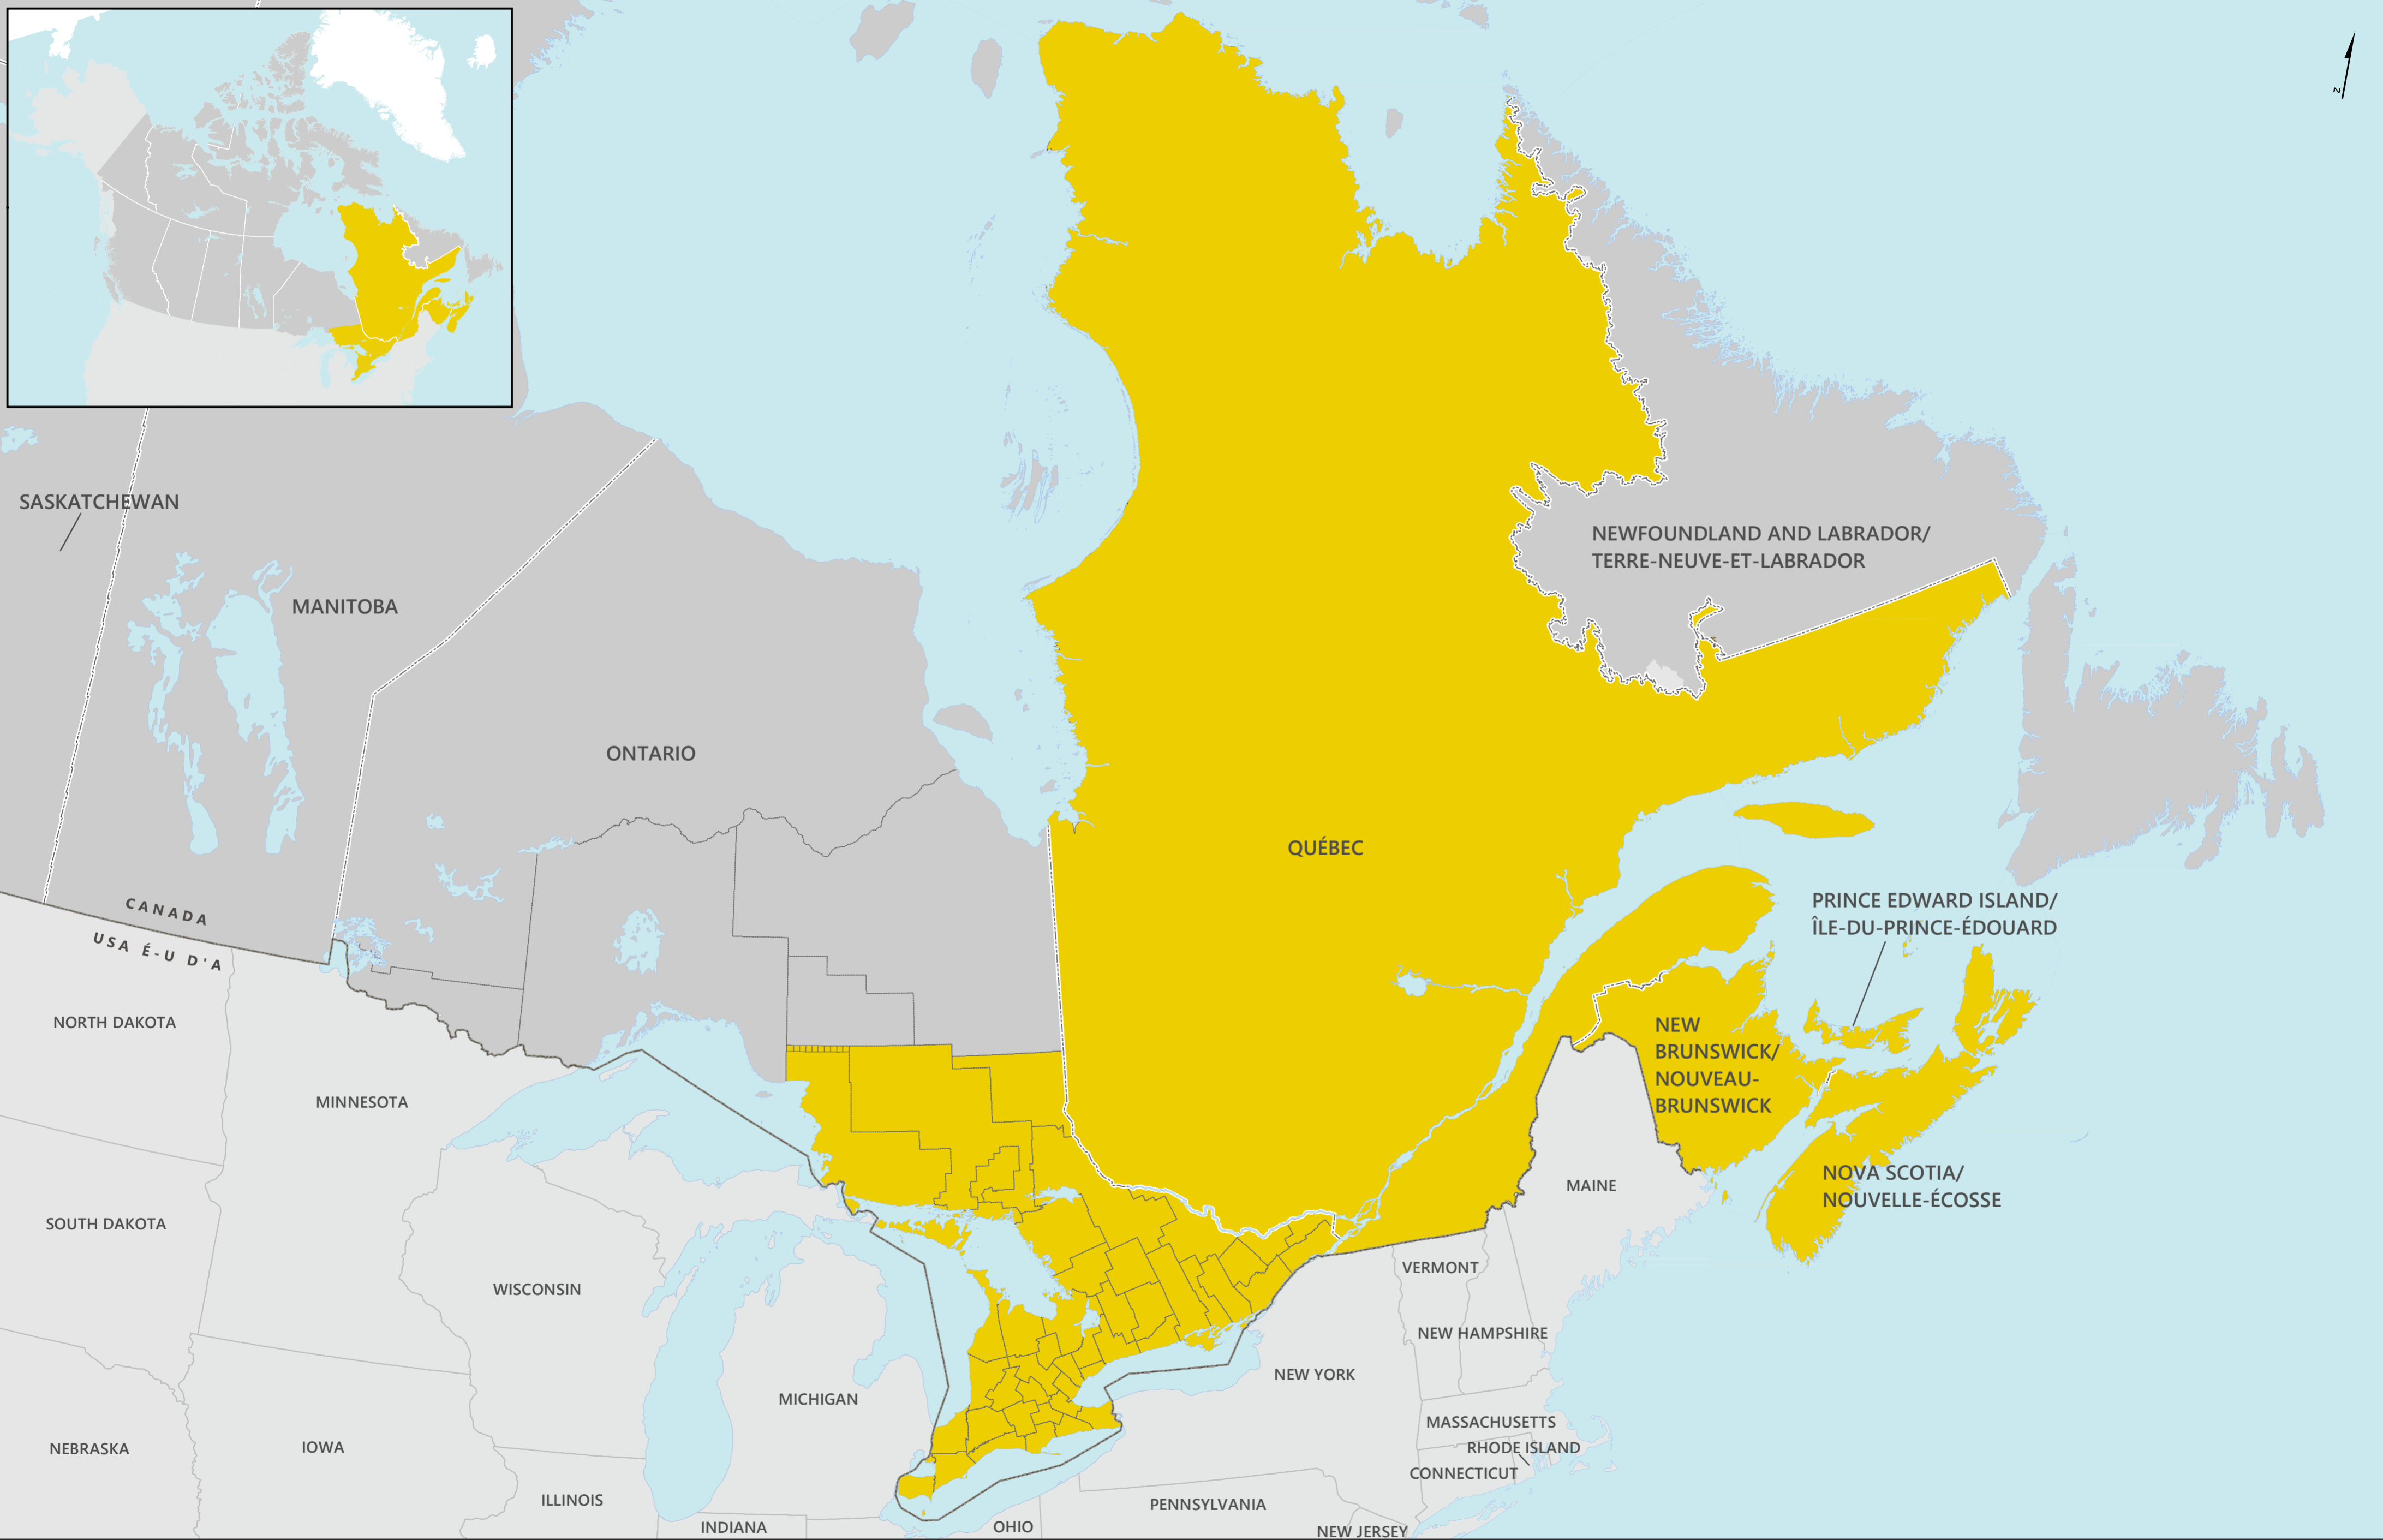 N
SASKATCHEWAN
MANITOBA
ONTARIO
QUÉBEC
NEWFOUNDLAND AND LABRADOR/
TERRE-NEUVE-ET-LABRADOR
PRINCE EDWARD ISLAND/
ÎLE-DU-PRINCE-ÉDOUARD
NEW
BRUNSWICK/
NOUVEAU-
BRUNSWICK
NOVA SCOTIA/
NOUVELLE-ÉCOSSE
CANADA
USA É-U D'A
NORTH DAKOTA
MINNESOTA
SOUTH DAKOTA
WISCONSIN
MICHIGAN
NEBRASKA
IOWA
ILLINOIS
INDIANA
OHIO
MAINE
VERMONT
NEW HAMPSHIRE
NEW YORK
MASSACHUSETTS
RHODE ISLAND
CONNECTICUT
PENNSYLVANIA
NEW JERSEY